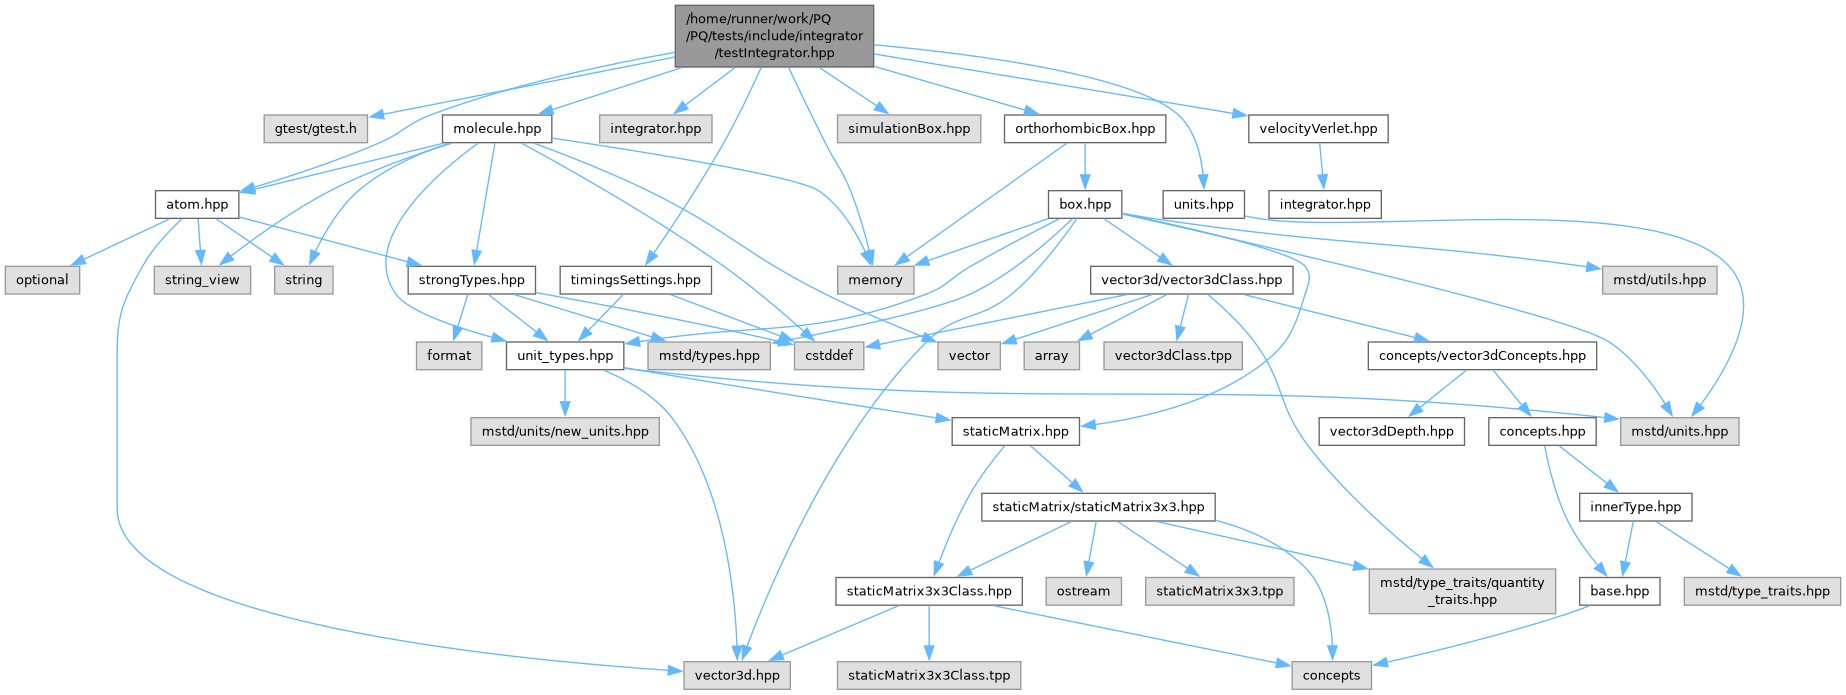 /home/runner/work/PQ
/PQ/tests/include/integrator
/testIntegrator.hpp
gtest/gtest.h
molecule.hpp
integrator.hpp
simulationBox.hpp
orthorhombicBox.hpp
velocityVerlet.hpp
atom.hpp
box.hpp
units.hpp
integrator.hpp
optional
string_view
string
strongTypes.hpp
timingsSettings.hpp
memory
vector3d/vector3dClass.hpp
mstd/utils.hpp
format
unit_types.hpp
mstd/types.hpp
cstddef
vector
array
vector3dClass.tpp
concepts/vector3dConcepts.hpp
mstd/units/new_units.hpp
staticMatrix.hpp
vector3dDepth.hpp
concepts.hpp
mstd/units.hpp
staticMatrix/staticMatrix3x3.hpp
innerType.hpp
staticMatrix3x3Class.hpp
ostream
staticMatrix3x3.tpp
mstd/type_traits/quantity
_traits.hpp
base.hpp
mstd/type_traits.hpp
vector3d.hpp
staticMatrix3x3Class.tpp
concepts